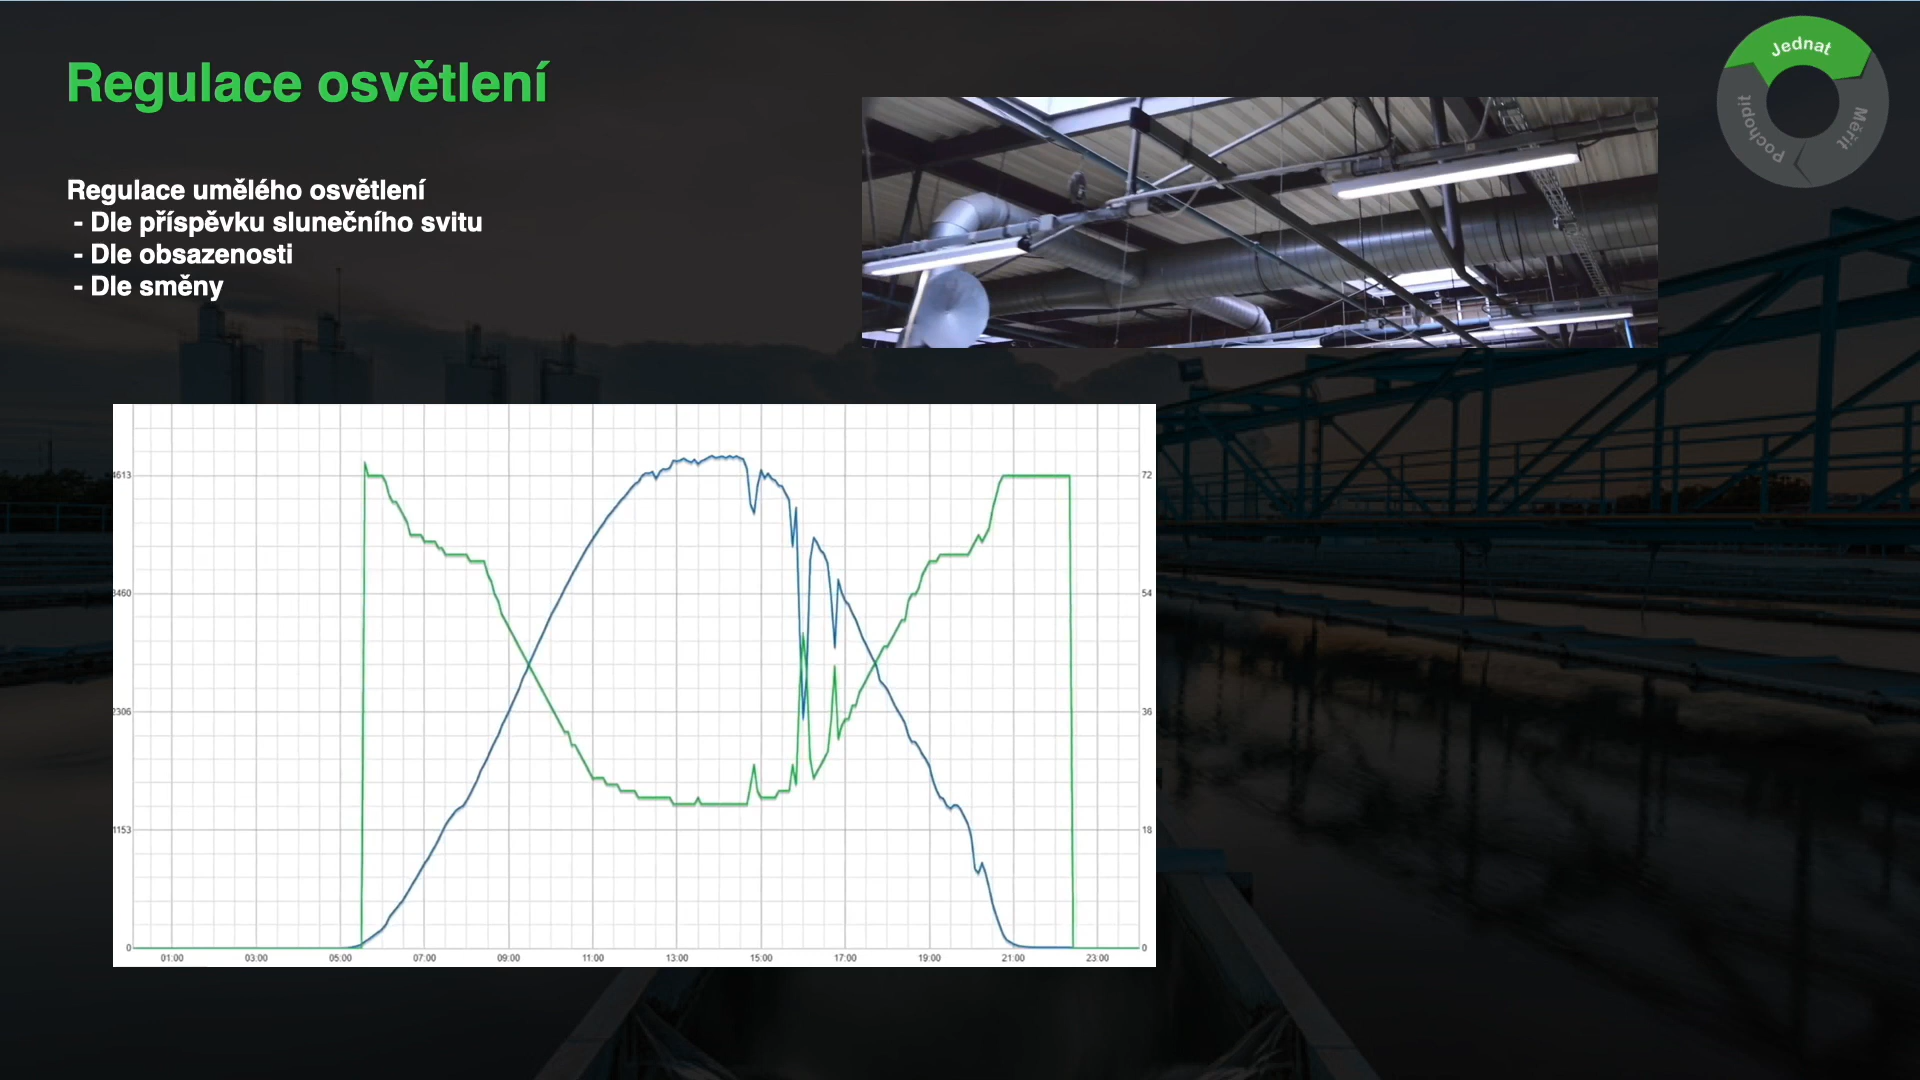 Regulace osvětlení
Jednat
Měřit
Pochopit
Regulace umělého osvětlení
- Dle příspěvku slunečního svitu
- Dle obsazenosti
- Dle směny
4613
3460
2306
1153
0
72
54
36
18
0
01:00 03:00 05:00 07:00 09:00 11:00 13:00 15:00 17:00 19:00 21:00 23:00